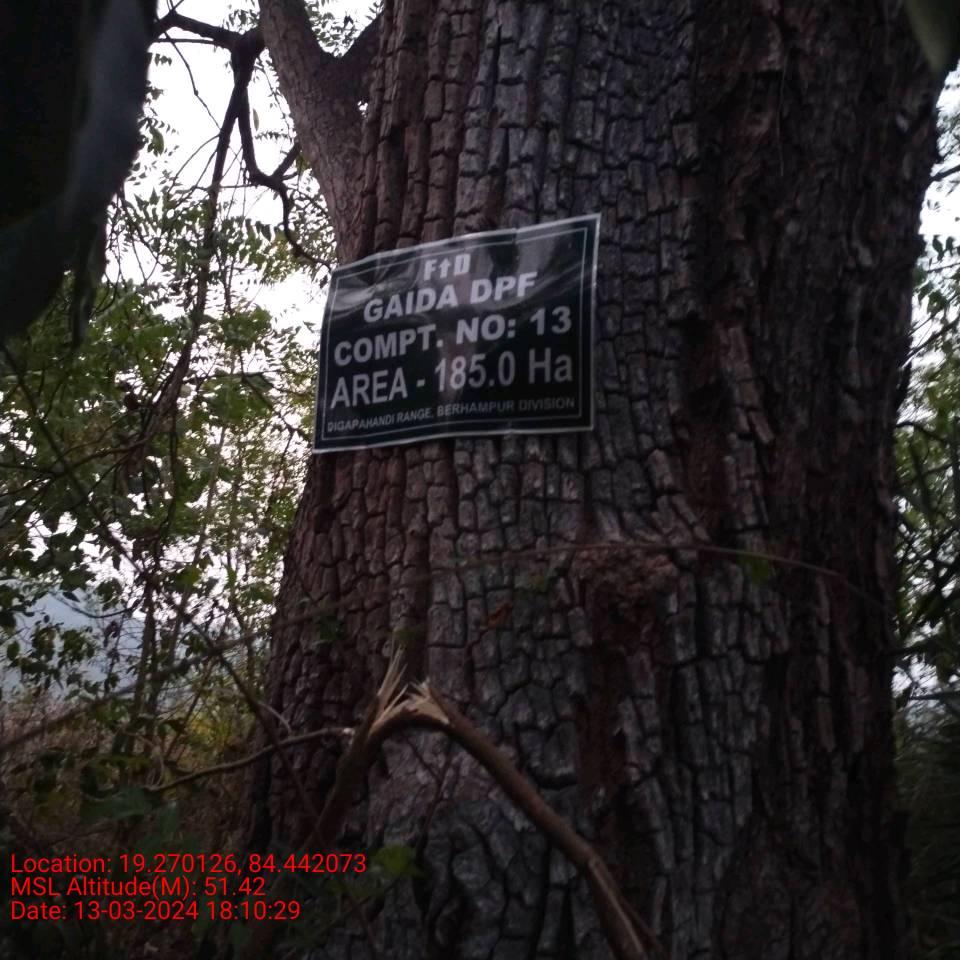 F↑D
GAIDA DPF
COMPT. NO: 13
AREA - 185.0 Ha
DIGAPAHANDI RANGE, BERHAMPUR DIVISION
Location: 19.270126, 84.442073
MSL Altitude(M): 51.42
Date: 13-03-2024 18:10:29